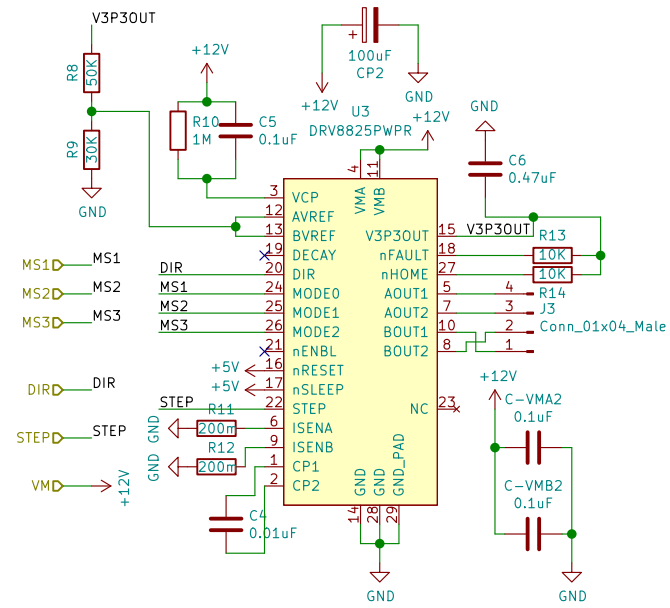 V3P3OUT
R8
50K
R9
30K
GND
+12V
R10
1M
C5
0.1uF
+12V
100uF
CP2
GND
U3
DRV8825PWPR
+12V
GND
C6
0.47uF
4
11
VMA
VMB
3
VCP
12
AVREF
13
BVREF
19
DECAY
DIR
20
DIR
MS1
24
MODE0
MS2
25
MODE1
MS3
26
MODE2
21
nENBL
+5V
16
nRESET
+5V
17
nSLEEP
STEP
22
STEP
GND
R11
200m
6
ISENA
GND
R12
200m
9
ISENB
1
CP1
2
CP2
C4
0.01uF
V3P3OUT
15
V3P3OUT
nFAULT
18
R13
10K
nHOME
27
10K
R14
AOUT1
5
4
AOUT2
7
3
BOUT1
10
2
BOUT2
8
1
J3
Conn_01x04_Male
NC
23
GND
GND
GND_PAD
14
28
29
GND
MS1
MS1
MS2
MS2
MS3
MS3
DIR
DIR
STEP
STEP
VM
+12V
+12V
C-VMA2
0.1uF
C-VMB2
0.1uF
GND